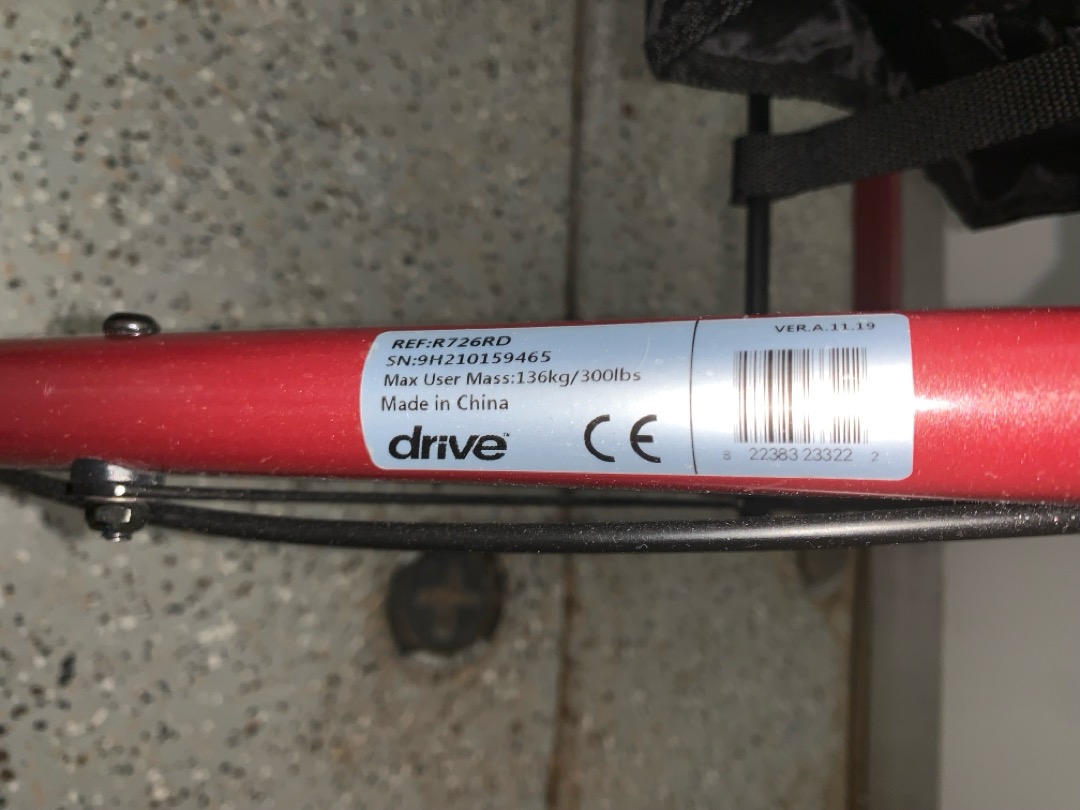 REF:R726RD
SN:9H210159465
Max User Mass:136kg/300lbs
Made in China
drive™
CE
VER.A.11.19
8 22383 23322 2